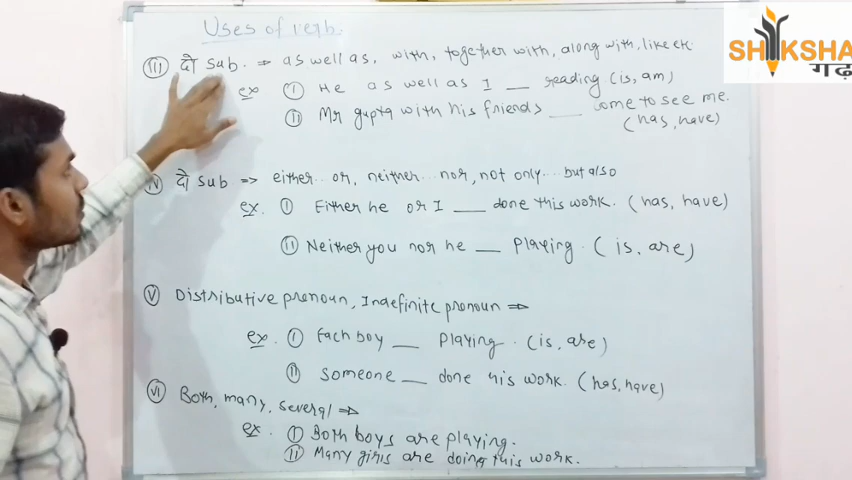 Uses of verb.
SHIKSHA
गढ़
(III) दो sub. ⇒ as well as, with, together with, along with, like etc
ex (i) He as well as I __ reading (is, am)
(ii) Mr gupta with his friends __ come to see me.
(has, have)
(IV) दो sub ⇒ either... or, neither... nor, not only... but also
ex. (i) Either he or I __ done this work. (has, have)
(ii) Neither you nor he __ Playing. (is, are)
(V) Distributive pronoun, Indefinite pronoun ⇒
ex. (i) Each boy __ Playing. (is, are)
(ii) Someone __ done his work. (has, have)
(VI) Both, many, several ⇒
ex. (i) Both boys are playing.
(ii) Many girls are doing this work.